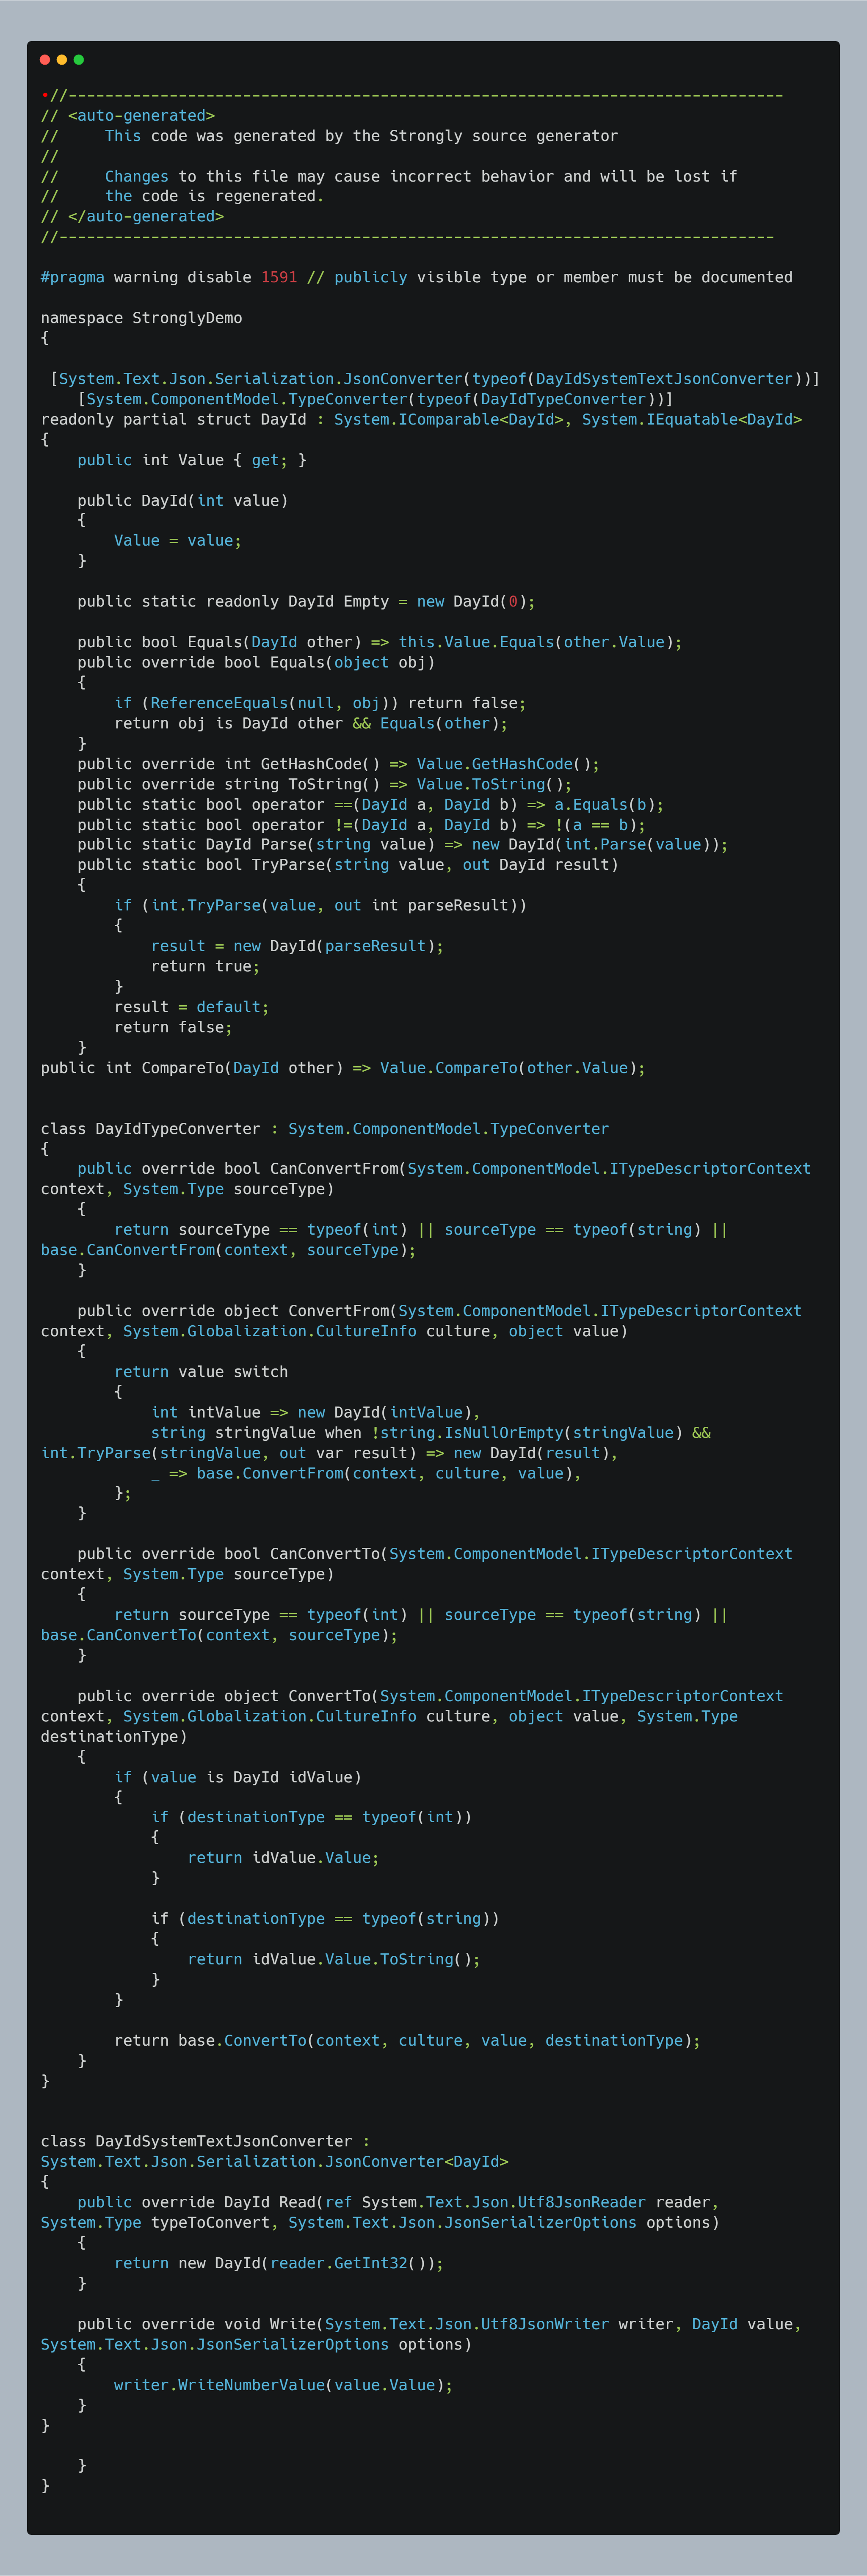 •//------------------------------------------------------------------------------
// <auto-generated>
//     This code was generated by the Strongly source generator
//
//     Changes to this file may cause incorrect behavior and will be lost if
//     the code is regenerated.
// </auto-generated>
//------------------------------------------------------------------------------
#pragma warning disable 1591 // publicly visible type or member must be documented
namespace StronglyDemo
{
 [System.Text.Json.Serialization.JsonConverter(typeof(DayIdSystemTextJsonConverter))]
    [System.ComponentModel.TypeConverter(typeof(DayIdTypeConverter))]
readonly partial struct DayId : System.IComparable<DayId>, System.IEquatable<DayId>
{
    public int Value { get; }
    public DayId(int value)
    {
        Value = value;
    }
    public static readonly DayId Empty = new DayId(0);
    public bool Equals(DayId other) => this.Value.Equals(other.Value);
    public override bool Equals(object obj)
    {
        if (ReferenceEquals(null, obj)) return false;
        return obj is DayId other && Equals(other);
    }
    public override int GetHashCode() => Value.GetHashCode();
    public override string ToString() => Value.ToString();
    public static bool operator ==(DayId a, DayId b) => a.Equals(b);
    public static bool operator !=(DayId a, DayId b) => !(a == b);
    public static DayId Parse(string value) => new DayId(int.Parse(value));
    public static bool TryParse(string value, out DayId result)
    {
        if (int.TryParse(value, out int parseResult))
        {
            result = new DayId(parseResult);
            return true;
        }
        result = default;
        return false;
    }
public int CompareTo(DayId other) => Value.CompareTo(other.Value);
class DayIdTypeConverter : System.ComponentModel.TypeConverter
{
    public override bool CanConvertFrom(System.ComponentModel.ITypeDescriptorContext
context, System.Type sourceType)
    {
        return sourceType == typeof(int) || sourceType == typeof(string) ||
base.CanConvertFrom(context, sourceType);
    }
    public override object ConvertFrom(System.ComponentModel.ITypeDescriptorContext
context, System.Globalization.CultureInfo culture, object value)
    {
        return value switch
        {
            int intValue => new DayId(intValue),
            string stringValue when !string.IsNullOrEmpty(stringValue) &&
int.TryParse(stringValue, out var result) => new DayId(result),
            _ => base.ConvertFrom(context, culture, value),
        };
    }
    public override bool CanConvertTo(System.ComponentModel.ITypeDescriptorContext
context, System.Type sourceType)
    {
        return sourceType == typeof(int) || sourceType == typeof(string) ||
base.CanConvertTo(context, sourceType);
    }
    public override object ConvertTo(System.ComponentModel.ITypeDescriptorContext
context, System.Globalization.CultureInfo culture, object value, System.Type
destinationType)
    {
        if (value is DayId idValue)
        {
            if (destinationType == typeof(int))
            {
                return idValue.Value;
            }
            if (destinationType == typeof(string))
            {
                return idValue.Value.ToString();
            }
        }
        return base.ConvertTo(context, culture, value, destinationType);
    }
}
class DayIdSystemTextJsonConverter :
System.Text.Json.Serialization.JsonConverter<DayId>
{
    public override DayId Read(ref System.Text.Json.Utf8JsonReader reader,
System.Type typeToConvert, System.Text.Json.JsonSerializerOptions options)
    {
        return new DayId(reader.GetInt32());
    }
    public override void Write(System.Text.Json.Utf8JsonWriter writer, DayId value,
System.Text.Json.JsonSerializerOptions options)
    {
        writer.WriteNumberValue(value.Value);
    }
}
    }
}